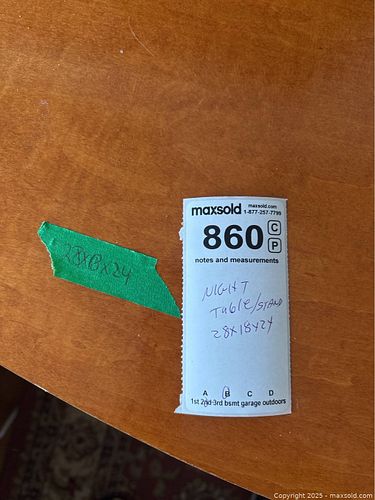 28x18x24
maxsold maxsold.com
1-877-257-7799
860 C
P
notes and measurements
NIGHT
Table/STAND
28x18x24
A B C D
1st 2nd 3rd bsmt garage outdoors
Copyright 2025 - maxsold.com